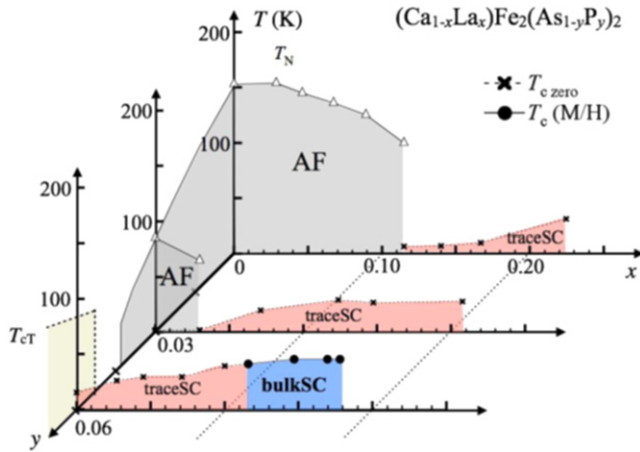 T (K) (Ca1-xLax)Fe2(As1-yPy)2
200
TN
Tc zero
200
100
Tc (M/H)
AF
200
100
traceSC
AF
0 0.10 0.20 x
100
traceSC
TcT
0.03
traceSC bulkSC
0.06
y